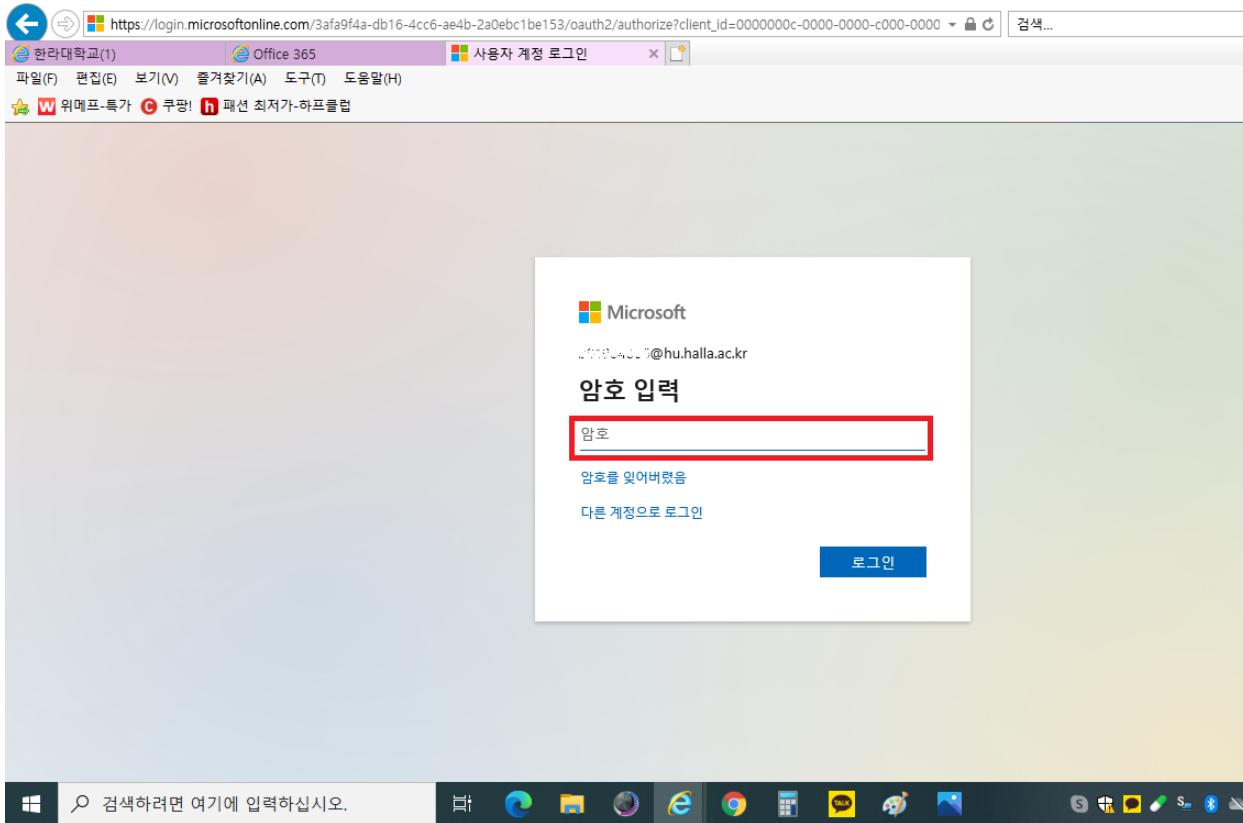 https://login.microsoftonline.com/3afa9f4a-db16-4cc6-ae4b-2a0ebc1be153/oauth2/authorize?client_id=0000000c-0000-0000-c000-0000 검색...
한라대학교(1) Office 365 사용자 계정 로그인
파일(F) 편집(E) 보기(V) 즐겨찾기(A) 도구(T) 도움말(H)
W 위메프-특가 C 쿠팡! h 패션 최저가-하프클럽
Microsoft
@hu.halla.ac.kr
암호 입력
암호
암호를 잊어버렸음
다른 계정으로 로그인
로그인
검색하려면 여기에 입력하십시오. TALK